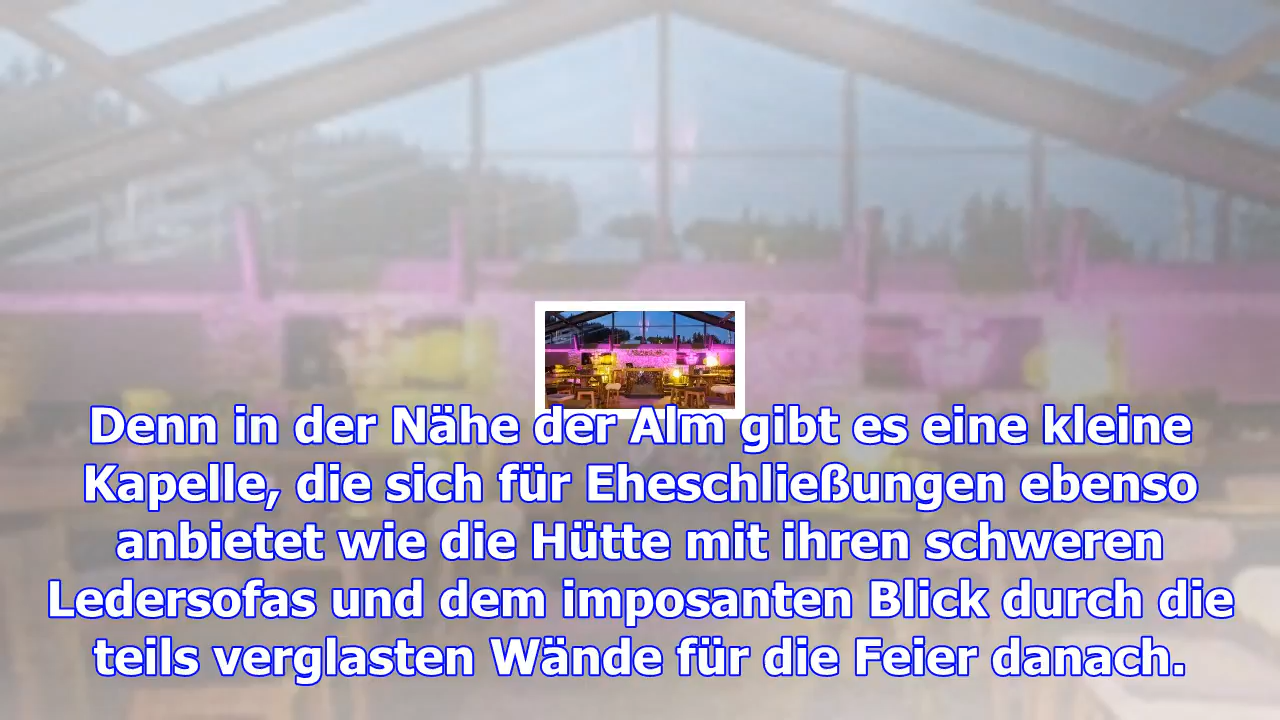 Denn in der Nähe der Alm gibt es eine kleine
Kapelle, die sich für Eheschließungen ebenso
anbietet wie die Hütte mit ihren schweren
Ledersofas und dem imposanten Blick durch die
teils verglasten Wände für die Feier danach.